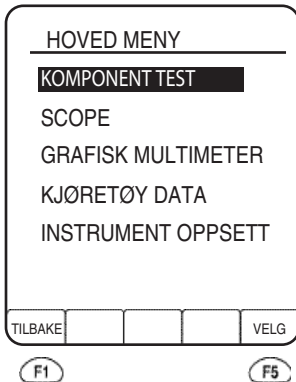 HOVED MENY
KOMPONENT TEST
SCOPE
GRAFISK MULTIMETER
KJØRETØY DATA
INSTRUMENT OPPSETT
TILBAKE VELG
F1 F5